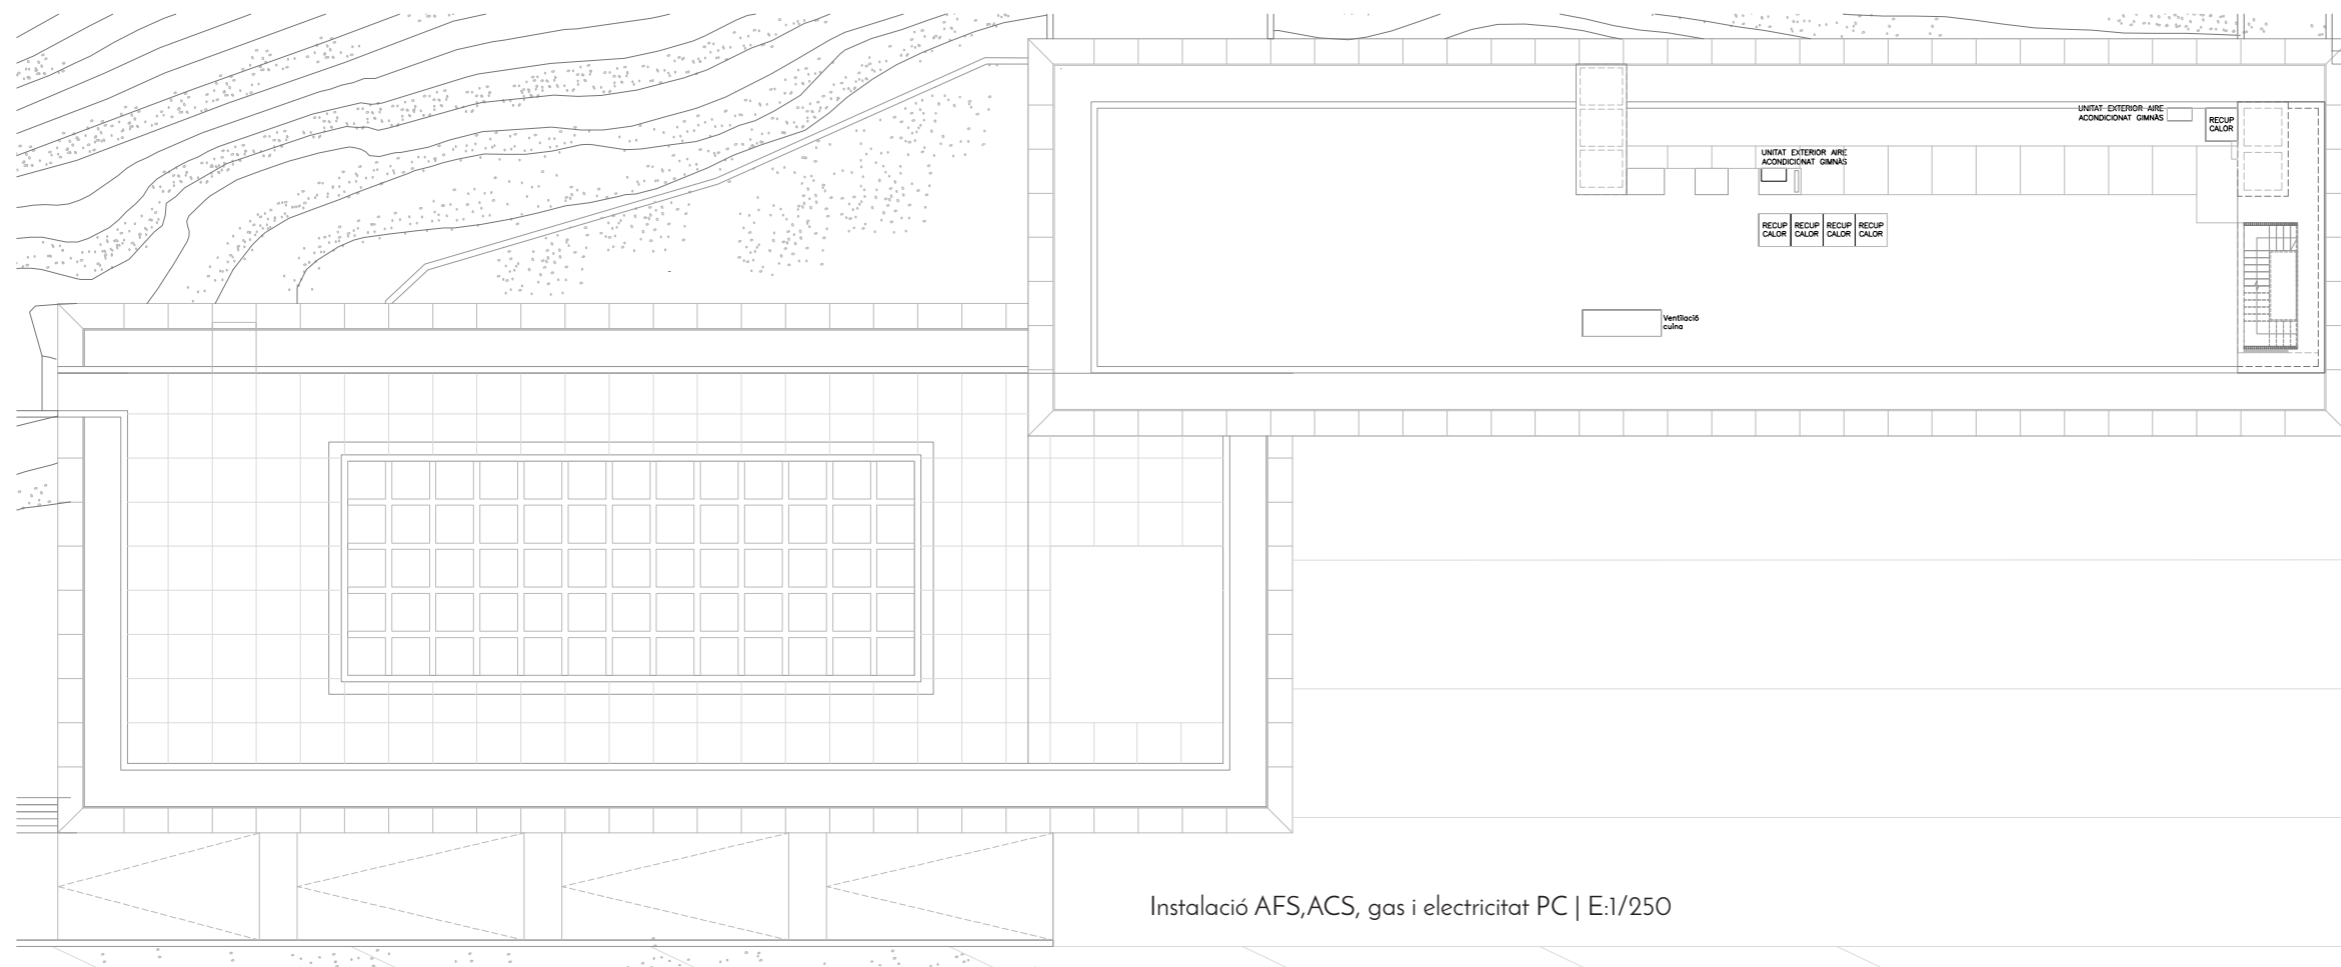 UNITAT EXTERIOR AIRE
ACONDICIONAT GIMNÀS
RECUP
CALOR
UNITAT EXTERIOR AIRE
ACONDICIONAT GIMNÀS
RECUP
CALOR
RECUP
CALOR
RECUP
CALOR
RECUP
CALOR
Ventilació
cuina
Instalació AFS,ACS, gas i electricitat PC | E:1/250